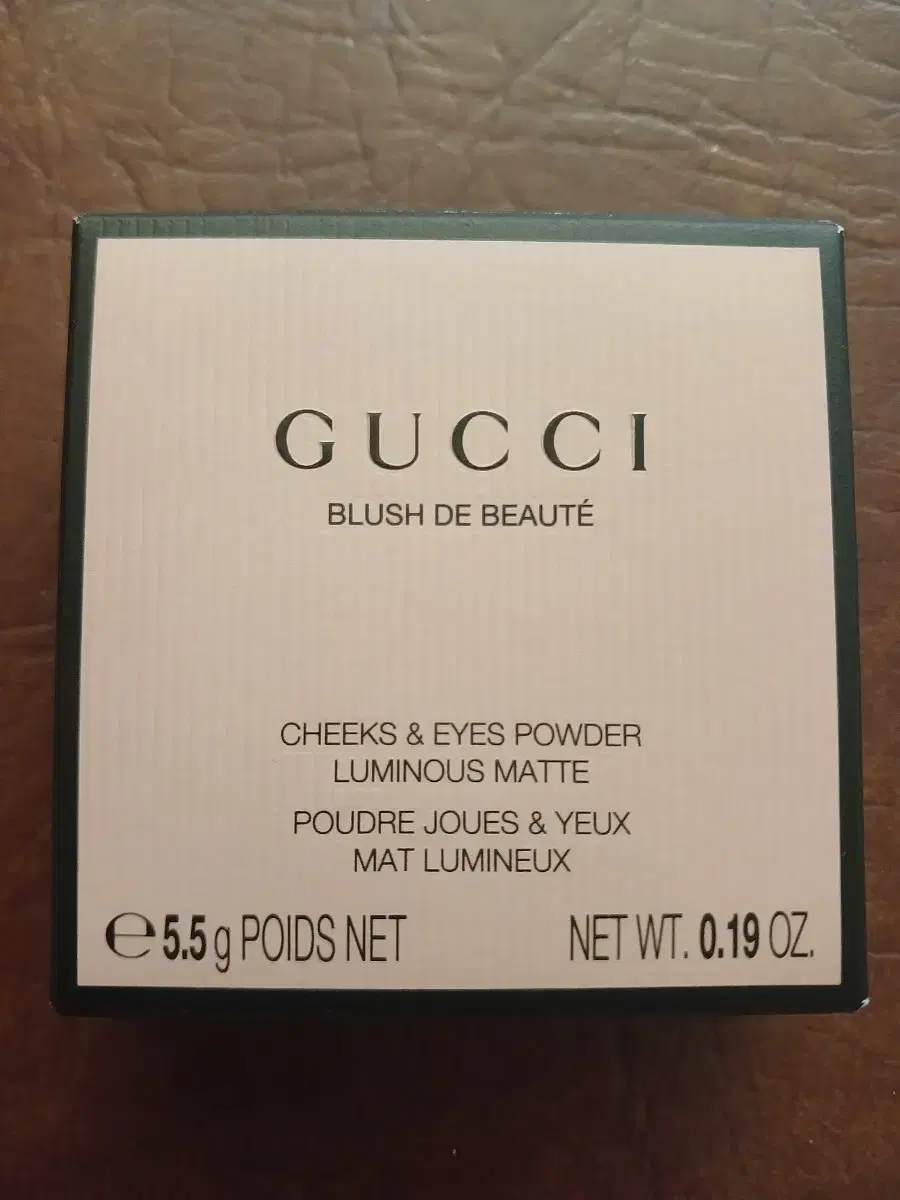 GUCCI
BLUSH DE BEAUTÉ
CHEEKS & EYES POWDER
LUMINOUS MATTE
POUDRE JOUES & YEUX
MAT LUMINEUX
℮ 5.5 g POIDS NET
NET WT. 0.19 OZ.